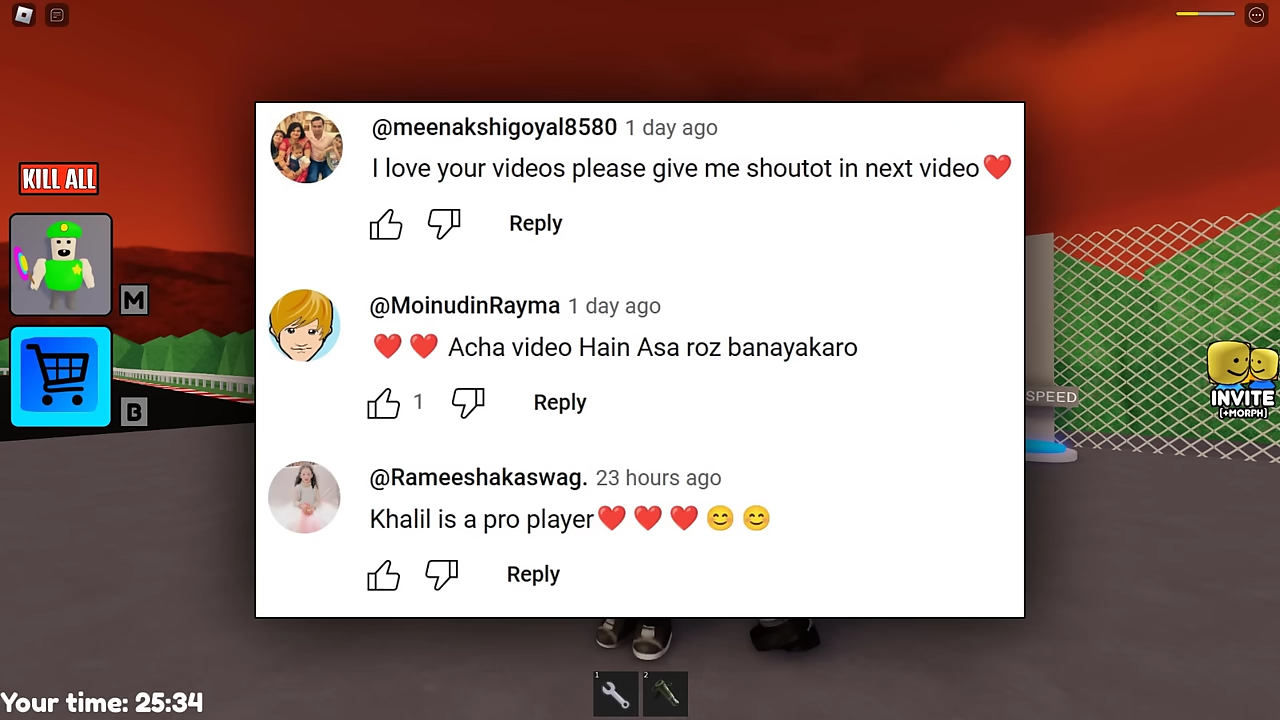 KILL ALL
M
B
@meenakshigoyal8580 1 day ago
I love your videos please give me shoutot in next video❤️
Reply
@MoinudinRayma 1 day ago
❤️ ❤️ Acha video Hain Asa roz banayakaro
1 Reply
@Rameeshakaswag. 23 hours ago
Khalil is a pro player❤️ ❤️ ❤️ 😊 😊
Reply
SPEED
INVITE
[+MORPH]
1 2
Your time: 25:34